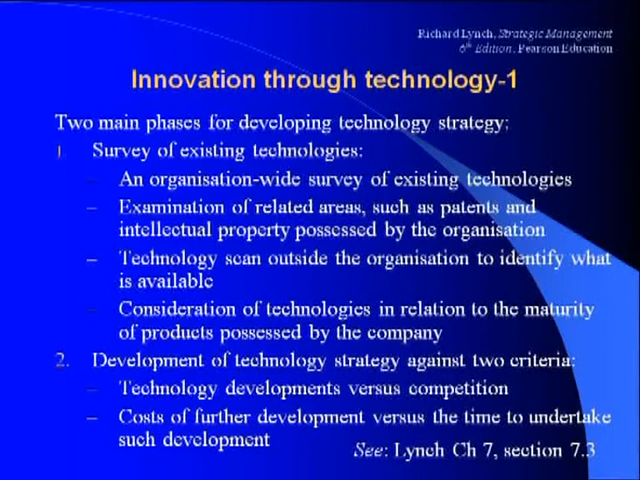 Richard Lynch, Strategic Management
6th Edition, Pearson Education
Innovation through technology-1
Two main phases for developing technology strategy:
1. Survey of existing technologies:
– An organisation-wide survey of existing technologies
– Examination of related areas, such as patents and
intellectual property possessed by the organisation
– Technology scan outside the organisation to identify what
is available
– Consideration of technologies in relation to the maturity
of products possessed by the company
2. Development of technology strategy against two criteria:
– Technology developments versus competition
– Costs of further development versus the time to undertake
such development
See: Lynch Ch 7, section 7.3